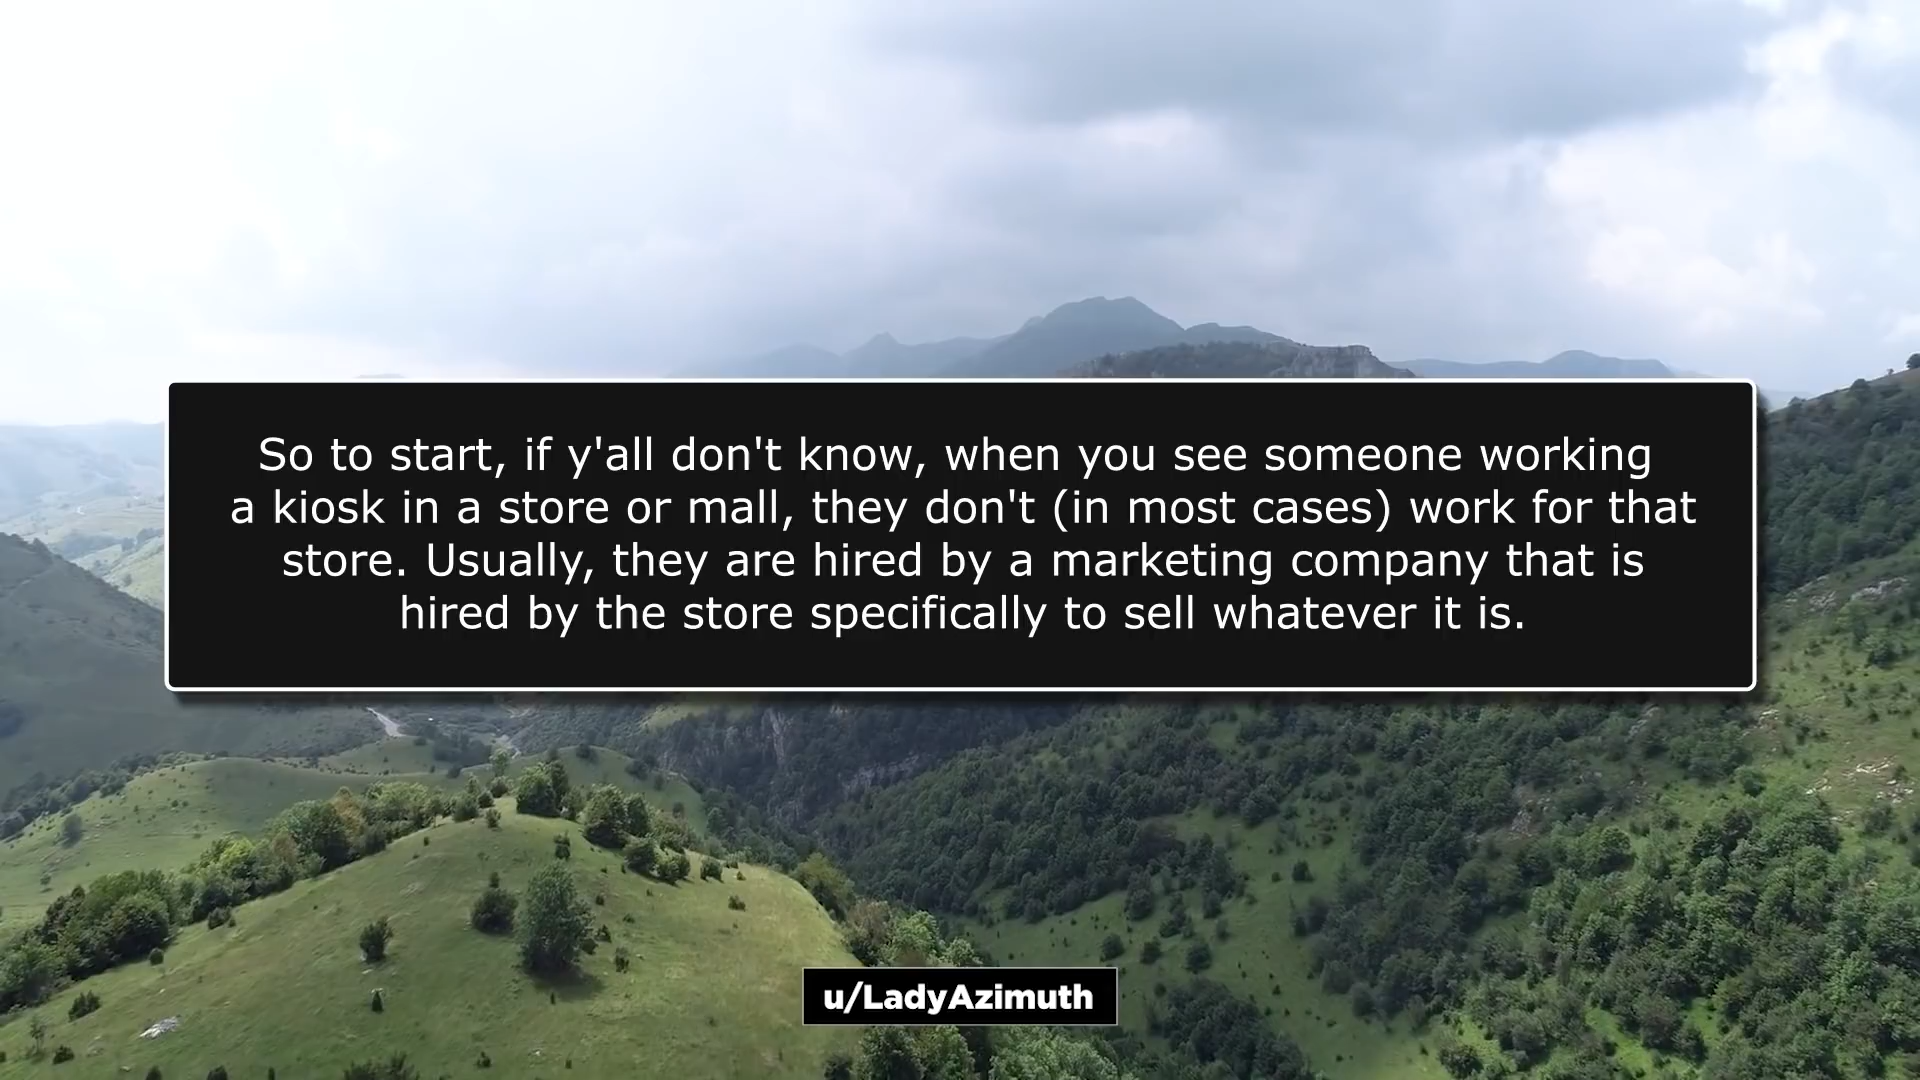 So to start, if y'all don't know, when you see someone working
a kiosk in a store or mall, they don't (in most cases) work for that
store. Usually, they are hired by a marketing company that is
hired by the store specifically to sell whatever it is.
u/LadyAzimuth